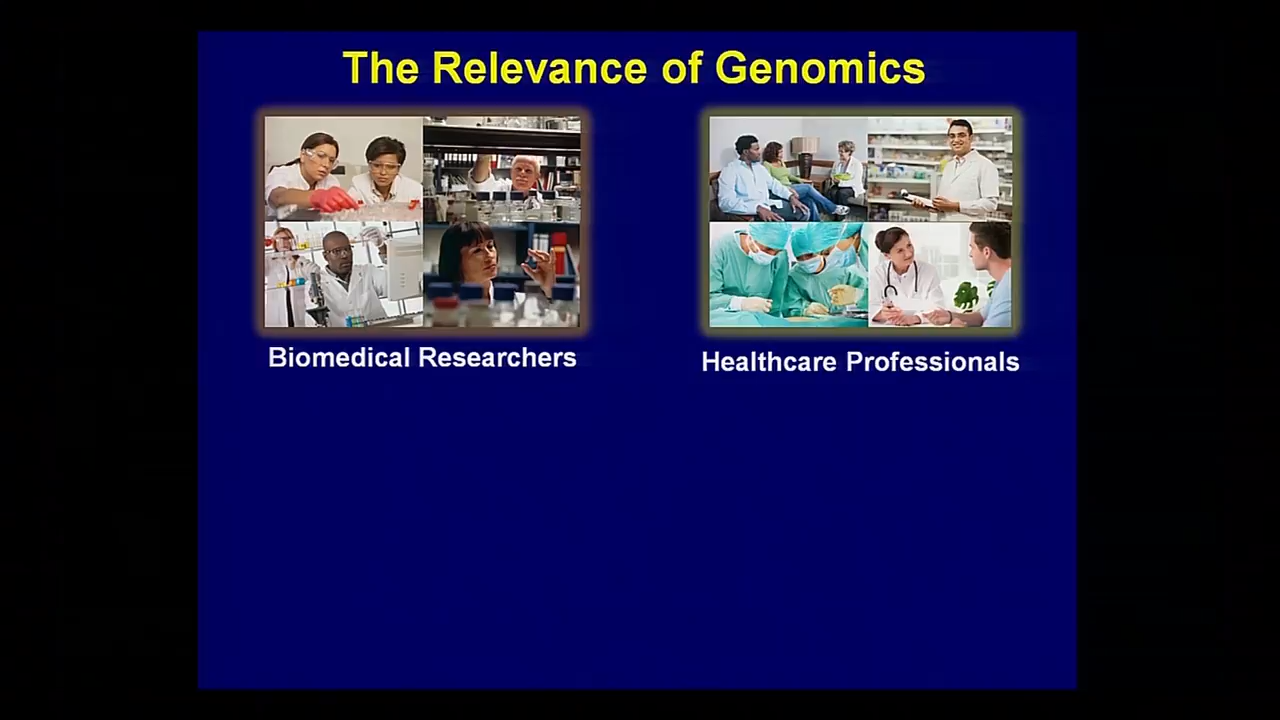 The Relevance of Genomics
Biomedical Researchers
Healthcare Professionals